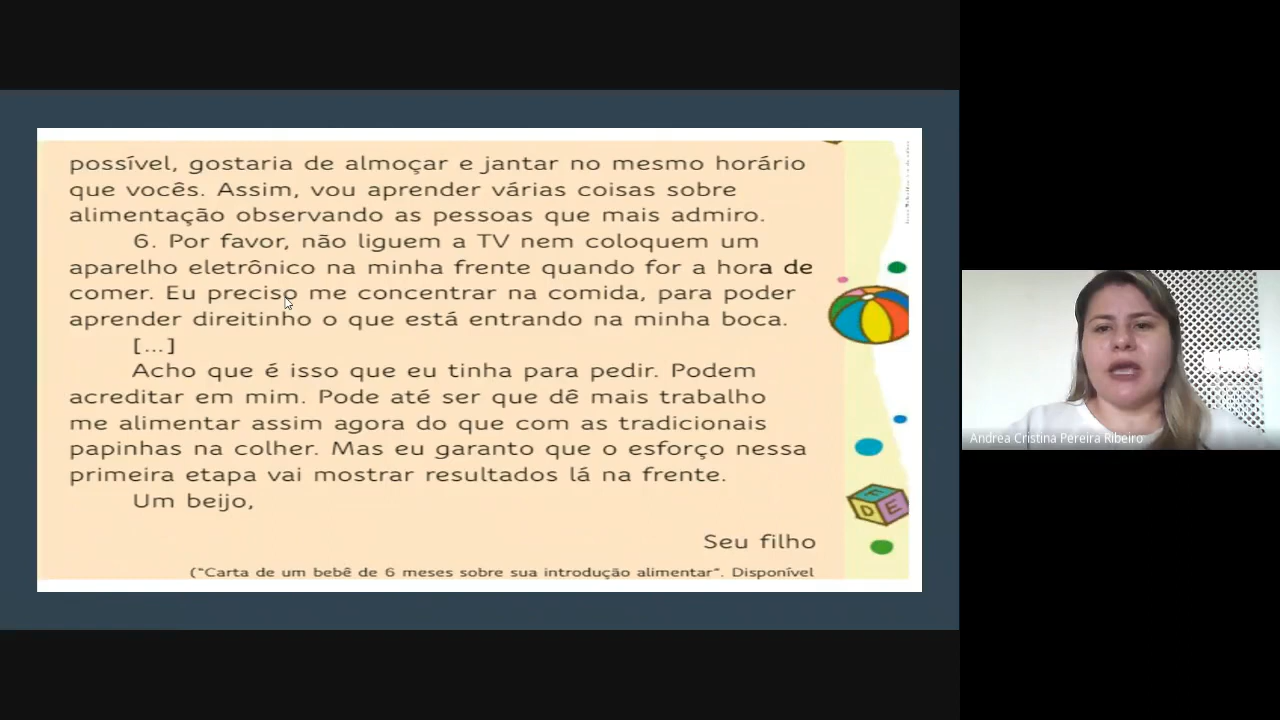 possível, gostaria de almoçar e jantar no mesmo horário
que vocês. Assim, vou aprender várias coisas sobre
alimentação observando as pessoas que mais admiro.
6. Por favor, não liguem a TV nem coloquem um
aparelho eletrônico na minha frente quando for a hora de
comer. Eu preciso me concentrar na comida, para poder
aprender direitinho o que está entrando na minha boca.
[...]
Acho que é isso que eu tinha para pedir. Podem
acreditar em mim. Pode até ser que dê mais trabalho
me alimentar assim agora do que com as tradicionais
papinhas na colher. Mas eu garanto que o esforço nessa
primeira etapa vai mostrar resultados lá na frente.
Um beijo,
Seu filho
("Carta de um bebê de 6 meses sobre sua introdução alimentar". Disponível
F
D E
Andrea Cristina Pereira Ribeiro